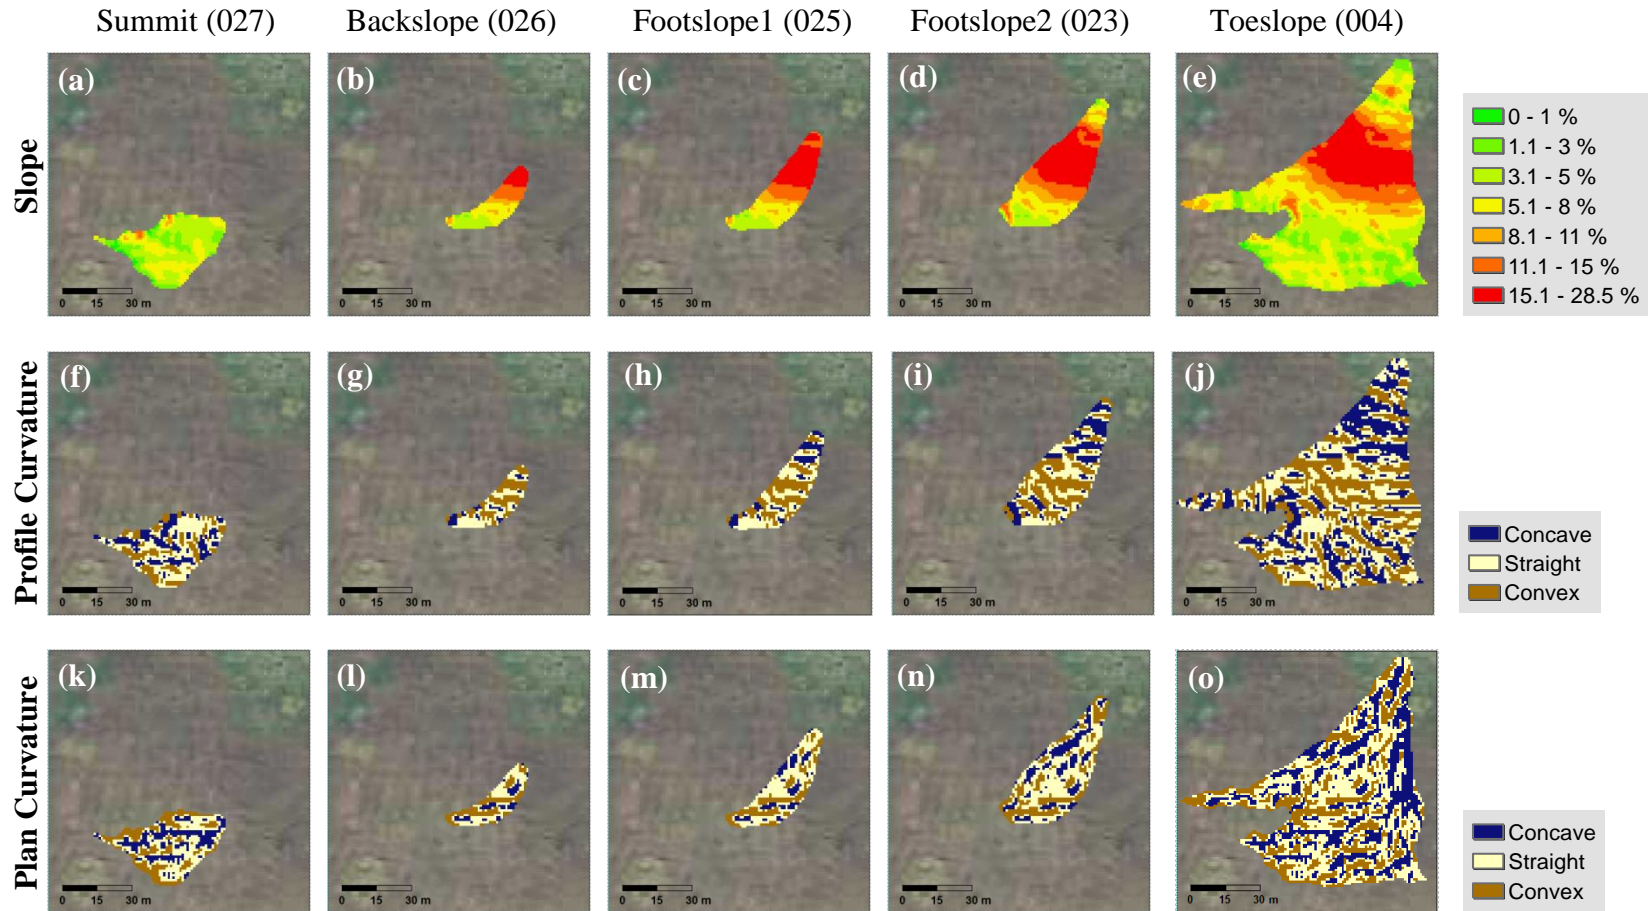 Summit (027) Backslope (026) Footslope1 (025) Footslope2 (023) Toeslope (004)
Slope
(a) (b) (c) (d) (e)
0 15 30 m 0 15 30 m 0 15 30 m 0 15 30 m 0 15 30 m
0 - 1 %
1.1 - 3 %
3.1 - 5 %
5.1 - 8 %
8.1 - 11 %
11.1 - 15 %
15.1 - 28.5 %
Profile Curvature
(f) (g) (h) (i) (j)
0 15 30 m 0 15 30 m 0 15 30 m 0 15 30 m 0 15 30 m
Concave
Straight
Convex
Plan Curvature
(k) (l) (m) (n) (o)
0 15 30 m 0 15 30 m 0 15 30 m 0 15 30 m 0 15 30 m
Concave
Straight
Convex